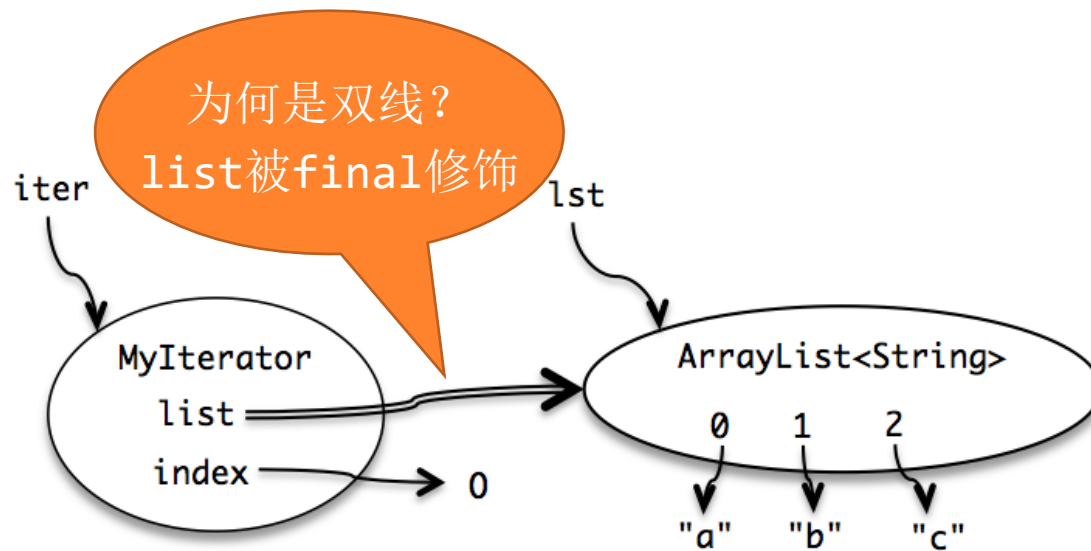 为何是双线？
list被final修饰
iter
lst
MyIterator
list
index
0
ArrayList<String>
0 1 2
"a" "b" "c"